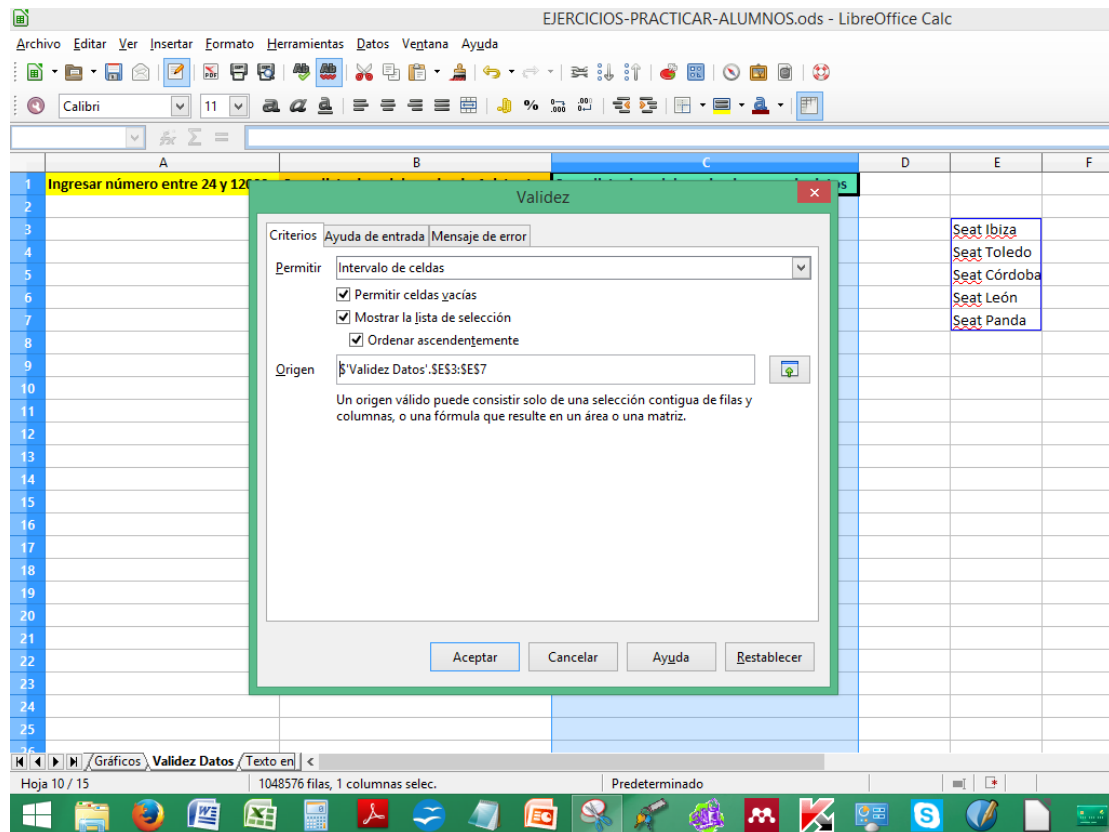 EJERCICIOS-PRACTICAR-ALUMNOS.ods - LibreOffice Calc
Archivo Editar Ver Insertar Formato Herramientas Datos Ventana Ayuda
Calibri 11
A B C D E F
1 Ingresar número entre 24 y
Validez
2
Criterios Ayuda de entrada Mensaje de error
3 Seat Ibiza
4 Seat Toledo
Permitir Intervalo de celdas
5 Seat Córdoba
Permitir celdas vacías
6 Seat León
Mostrar la lista de selección
7 Seat Panda
Ordenar ascendentemente
8
9
Origen $'Validez Datos'.$E$3:$E$7
10
Un origen válido puede consistir solo de una selección contigua de filas y
11
columnas, o una fórmula que resulte en un área o una matriz.
12
13
14
15
16
17
18
19
20
21
22
Aceptar Cancelar Ayuda Restablecer
23
24
25
26
Gráficos Validez Datos Texto en
Hoja 10 / 15 1048576 filas, 1 columnas selec. Predeterminado